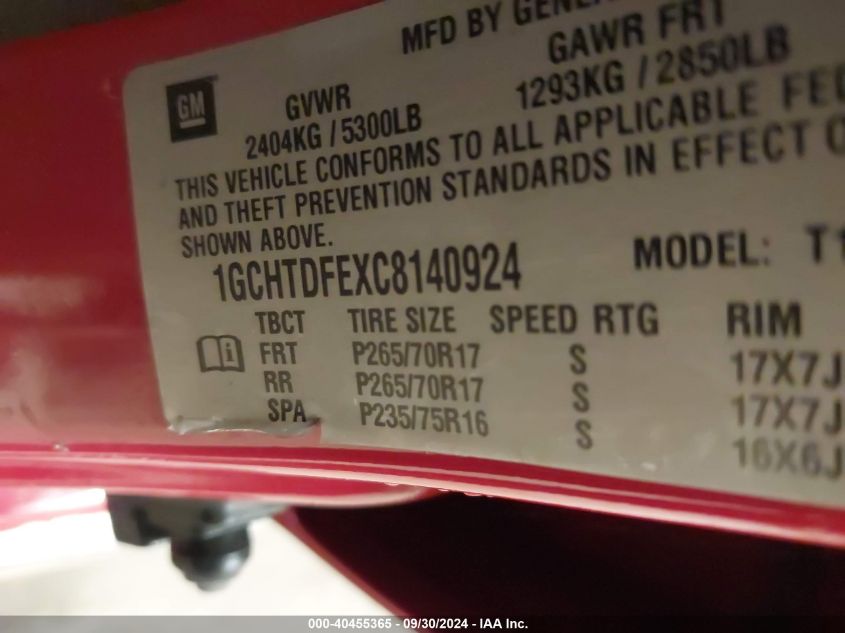 MFD BY GENER
GM
GVWR
GAWR FRT
2404KG / 5300LB
1293KG / 2850LB
THIS VEHICLE CONFORMS TO ALL APPLICABLE FED
AND THEFT PREVENTION STANDARDS IN EFFECT O
SHOWN ABOVE.
1GCHTDFEXC8140924
MODEL: T1
TBCT TIRE SIZE SPEED RTG RIM
FRT P265/70R17 S 17X7J
RR P265/70R17 S 17X7J
SPA P235/75R16 S 16X6J
000-40455365 - 09/30/2024 - IAA Inc.